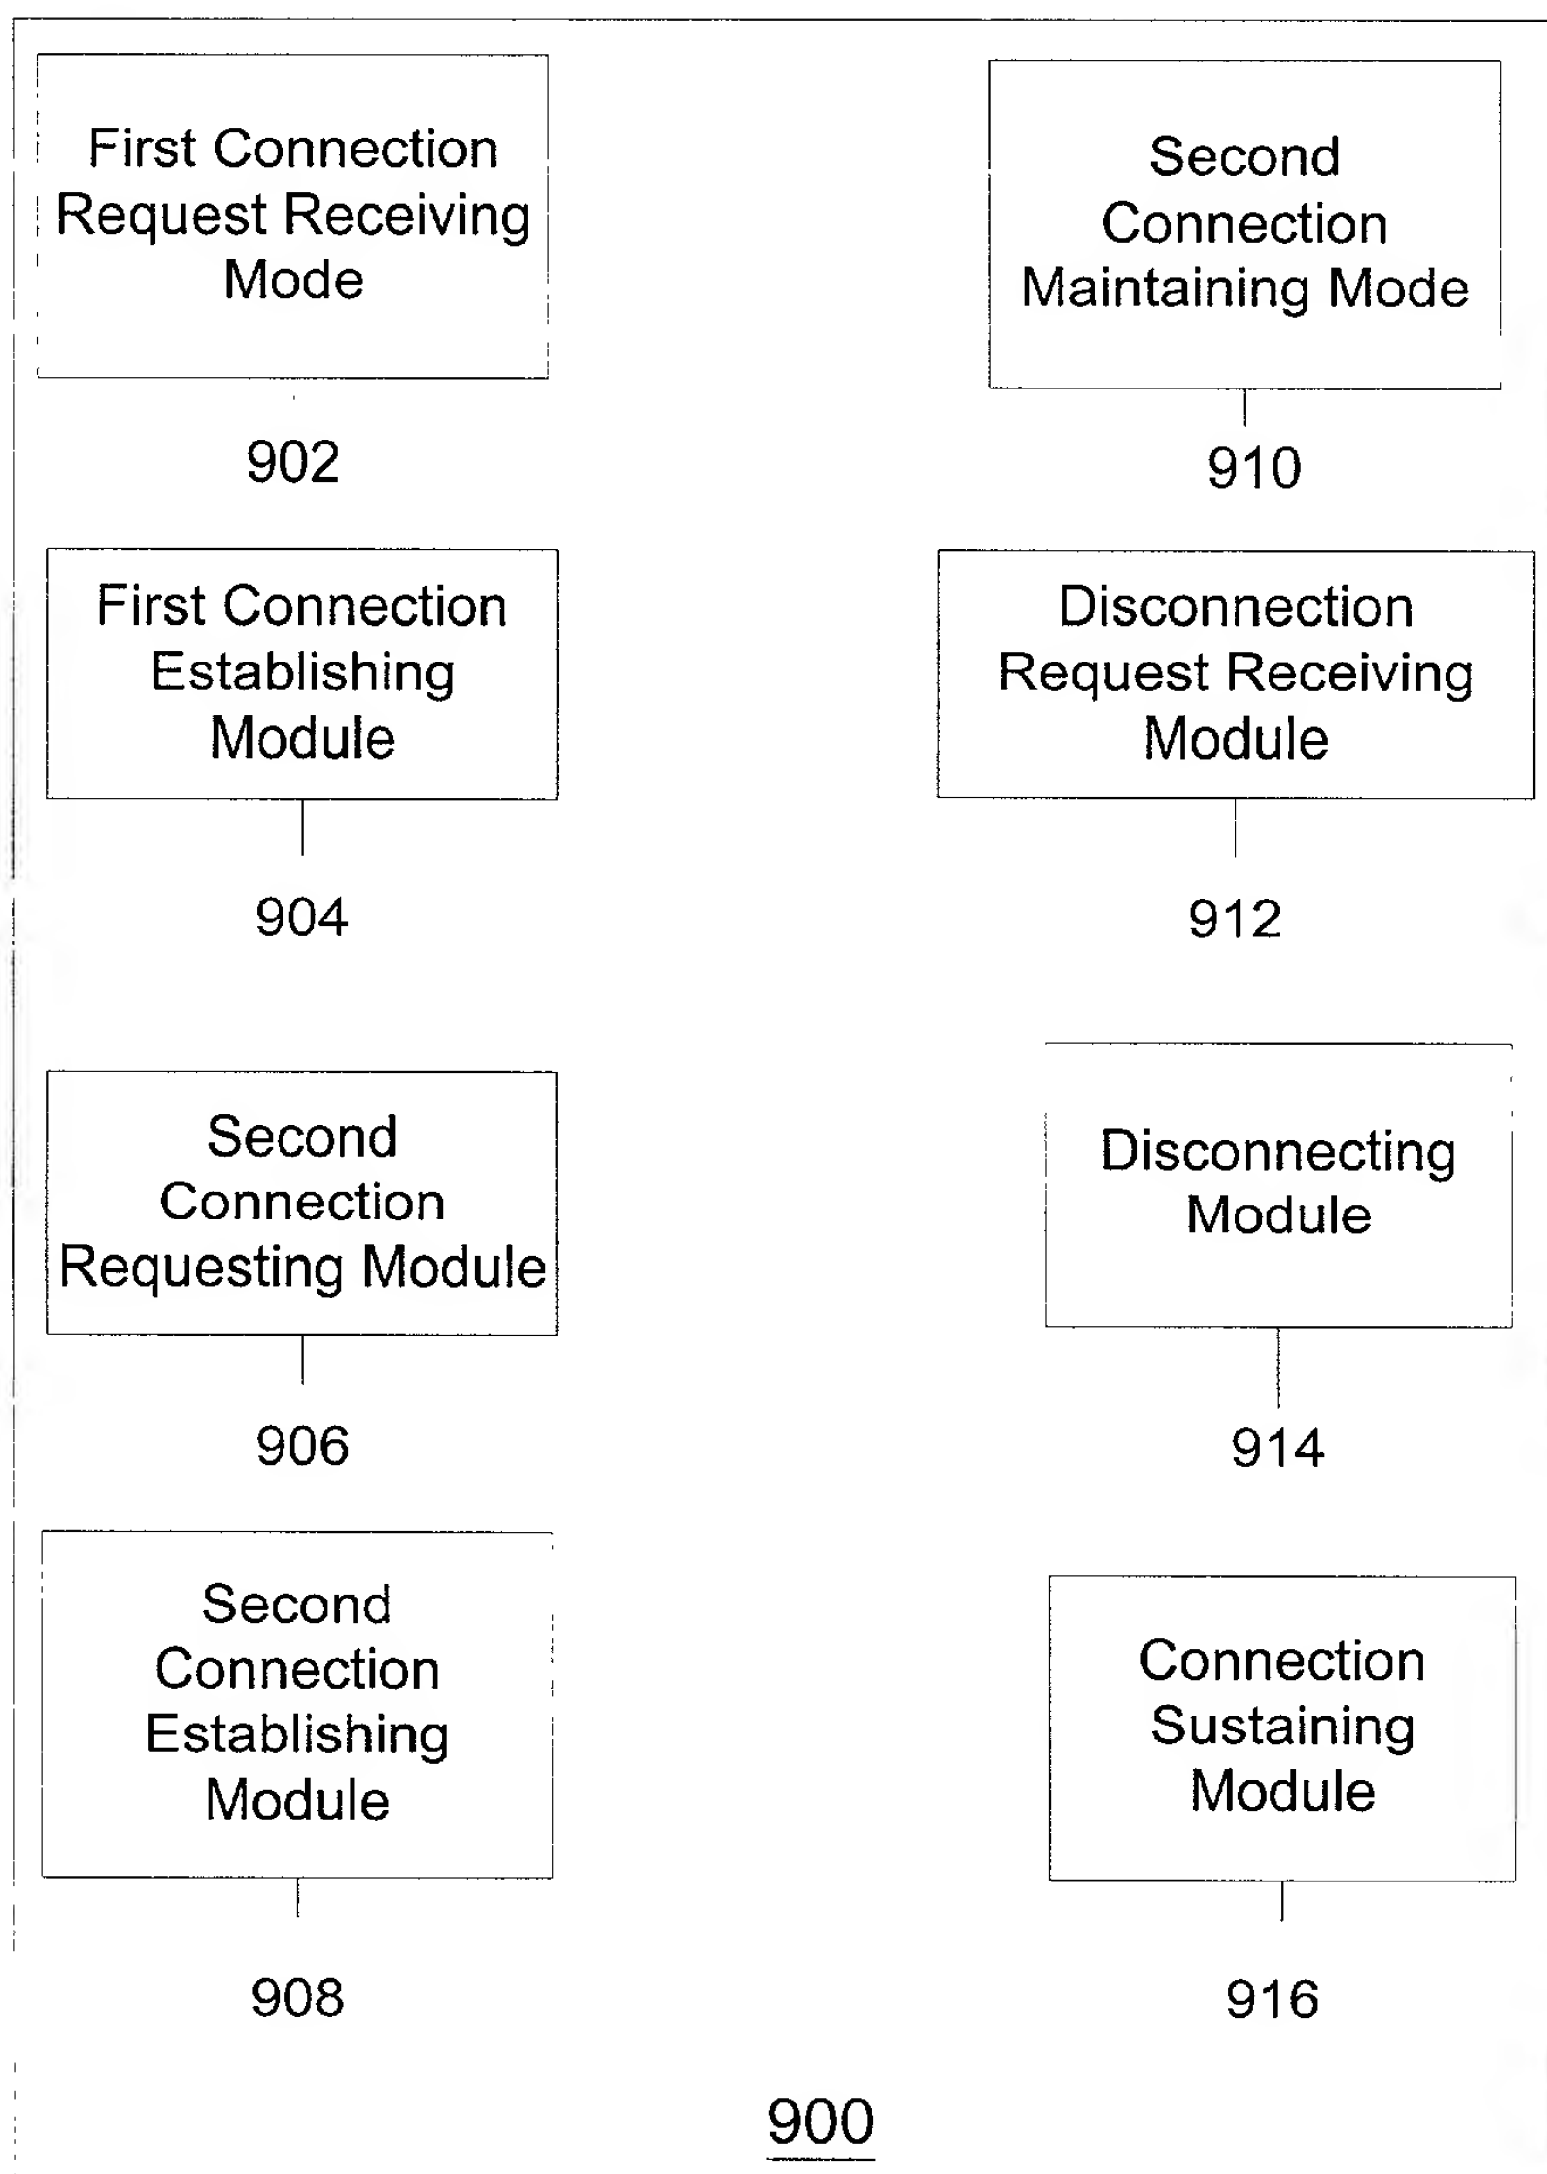 First Connection
Request Receiving
Mode
902
First Connection
Establishing
Module
904
Second
Connection
Requesting Module
906
Second
Connection
Establishing
Module
908
Second
Connection
Maintaining Mode
910
Disconnection
Request Receiving
Module
912
Disconnecting
Module
914
Connection
Sustaining
Module
916
900